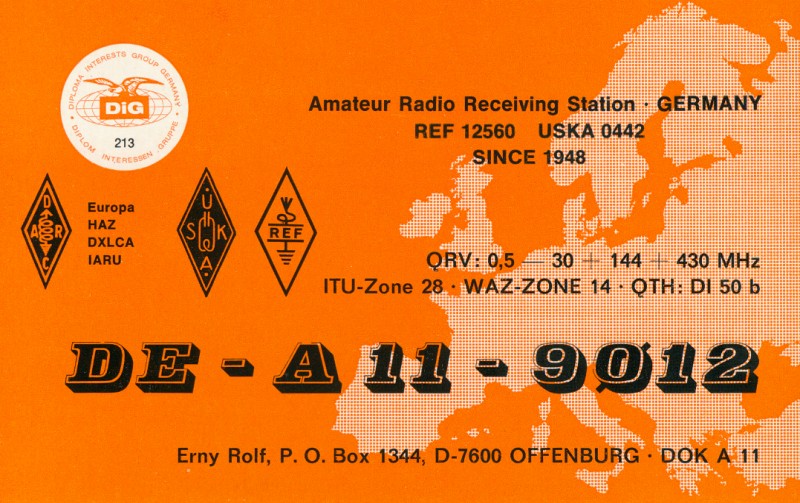 DIPLOMA INTERESTS GROUP GERMANY
DIG
DIPLOM INTERESSEN GRUPPE
213
Amateur Radio Receiving Station · GERMANY
REF 12560 USKA 0442
SINCE 1948
DARC
Europa
HAZ
DXLCA
IARU
USKA
REF
QRV: 0,5 — 30 + 144 + 430 MHz
ITU-Zone 28 · WAZ-ZONE 14 · QTH: DI 50 b
DE - A 11 - 9Ø12
Erny Rolf, P. O. Box 1344, D-7600 OFFENBURG · DOK A 11